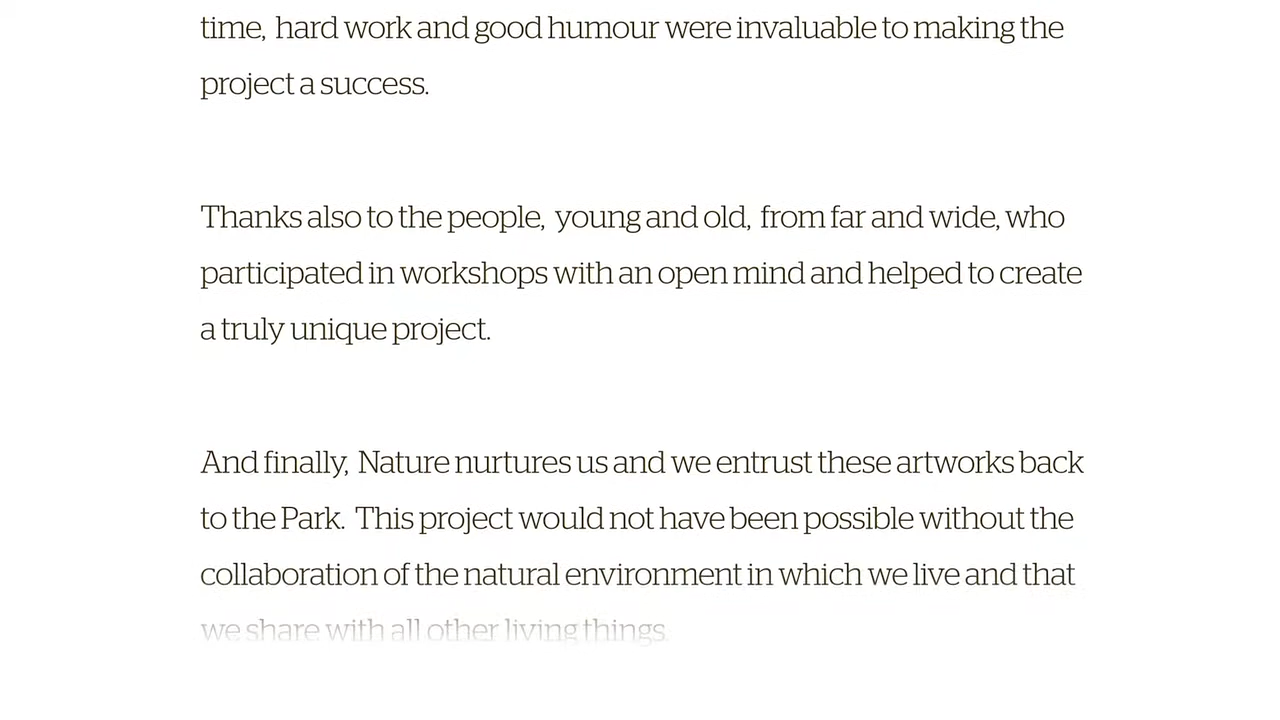 time, hard work and good humour were invaluable to making the
project a success.
Thanks also to the people, young and old, from far and wide, who
participated in workshops with an open mind and helped to create
a truly unique project.
And finally, Nature nurtures us and we entrust these artworks back
to the Park. This project would not have been possible without the
collaboration of the natural environment in which we live and that
we share with all other living things.